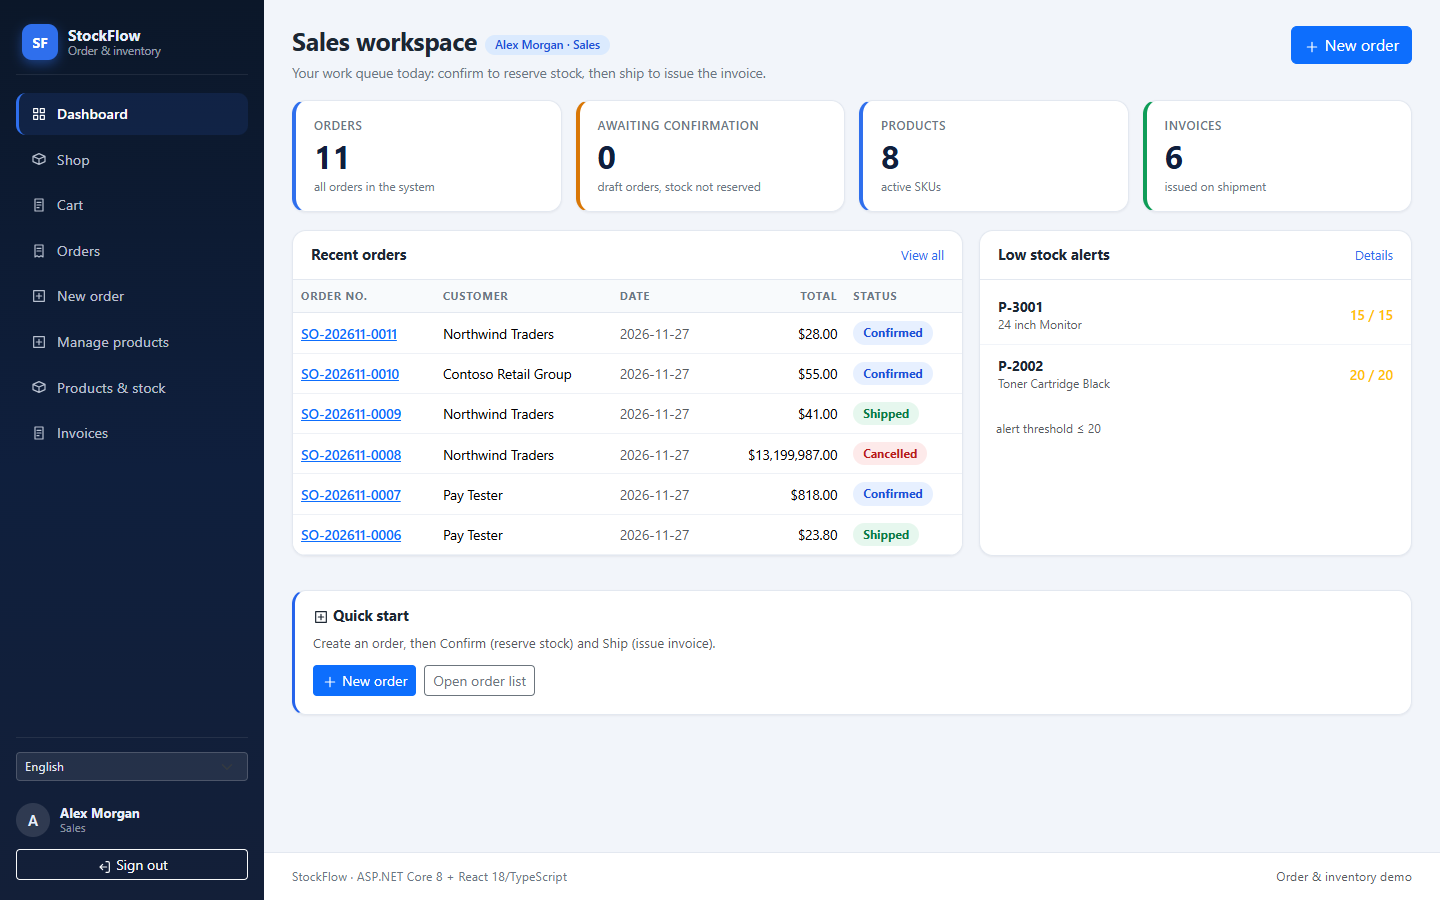 SF
StockFlow
Order & inventory
Dashboard
Shop
Cart
Orders
New order
Manage products
Products & stock
Invoices
English
A
Alex Morgan
Sales
Sign out
Sales workspace
Alex Morgan · Sales
Your work queue today: confirm to reserve stock, then ship to issue the invoice.
+ New order
ORDERS
11
all orders in the system
AWAITING CONFIRMATION
0
draft orders, stock not reserved
PRODUCTS
8
active SKUs
INVOICES
6
issued on shipment
Recent orders
View all
ORDER NO. CUSTOMER DATE TOTAL STATUS
SO-202611-0011 Northwind Traders 2026-11-27 $28.00 Confirmed
SO-202611-0010 Contoso Retail Group 2026-11-27 $55.00 Confirmed
SO-202611-0009 Northwind Traders 2026-11-27 $41.00 Shipped
SO-202611-0008 Northwind Traders 2026-11-27 $13,199,987.00 Cancelled
SO-202611-0007 Pay Tester 2026-11-27 $818.00 Confirmed
SO-202611-0006 Pay Tester 2026-11-27 $23.80 Shipped
Low stock alerts
Details
P-3001
24 inch Monitor
15 / 15
P-2002
Toner Cartridge Black
20 / 20
alert threshold ≤ 20
Quick start
Create an order, then Confirm (reserve stock) and Ship (issue invoice).
+ New order
Open order list
StockFlow · ASP.NET Core 8 + React 18/TypeScript
Order & inventory demo